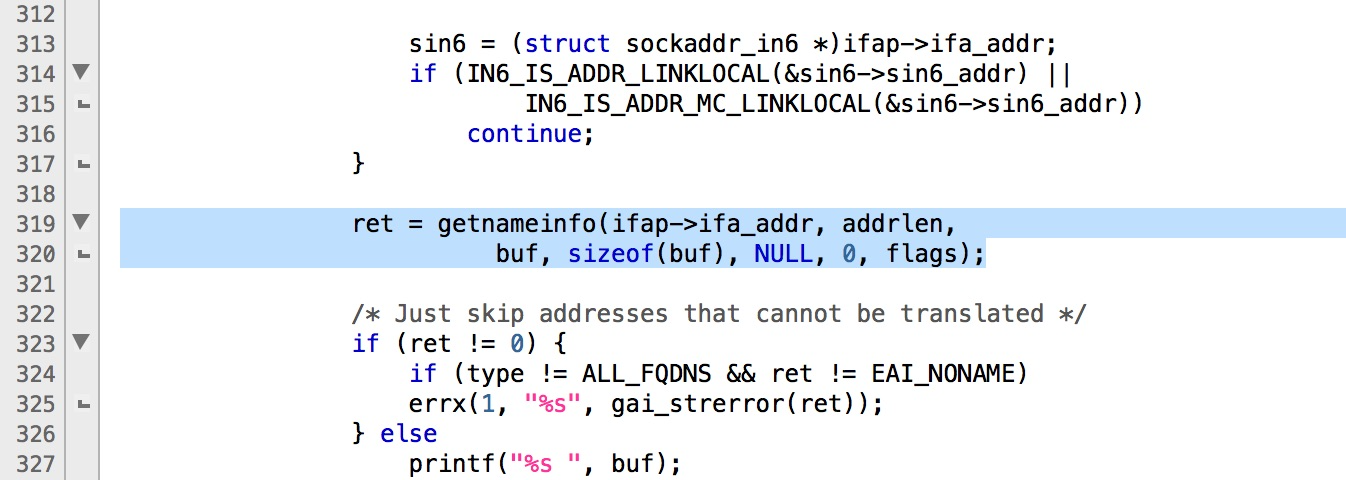 312
313 sin6 = (struct sockaddr_in6 *)ifap->ifa_addr;
314 if (IN6_IS_ADDR_LINKLOCAL(&sin6->sin6_addr) ||
315 IN6_IS_ADDR_MC_LINKLOCAL(&sin6->sin6_addr))
316 continue;
317 }
318
319 ret = getnameinfo(ifap->ifa_addr, addrlen,
320 buf, sizeof(buf), NULL, 0, flags);
321
322 /* Just skip addresses that cannot be translated */
323 if (ret != 0) {
324 if (type != ALL_FQDNS && ret != EAI_NONAME)
325 errx(1, "%s", gai_strerror(ret));
326 } else
327 printf("%s ", buf);